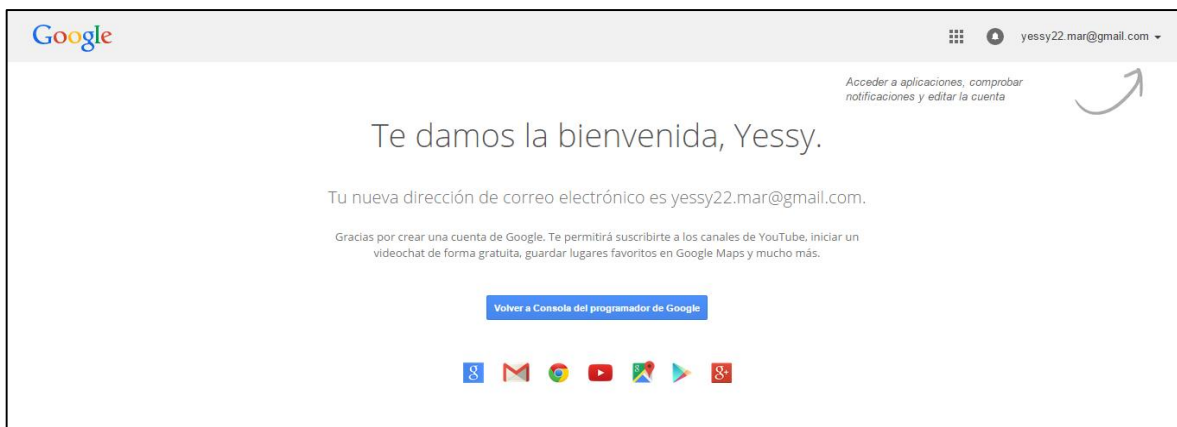 Google
yessy22.mar@gmail.com
Acceder a aplicaciones, comprobar
notificaciones y editar la cuenta
Te damos la bienvenida, Yessy.
Tu nueva dirección de correo electrónico es yessy22.mar@gmail.com.
Gracias por crear una cuenta de Google. Te permitirá suscribirte a los canales de YouTube, iniciar un
videochat de forma gratuita, guardar lugares favoritos en Google Maps y mucho más.
Volver a Consola del programador de Google
8 8 8+